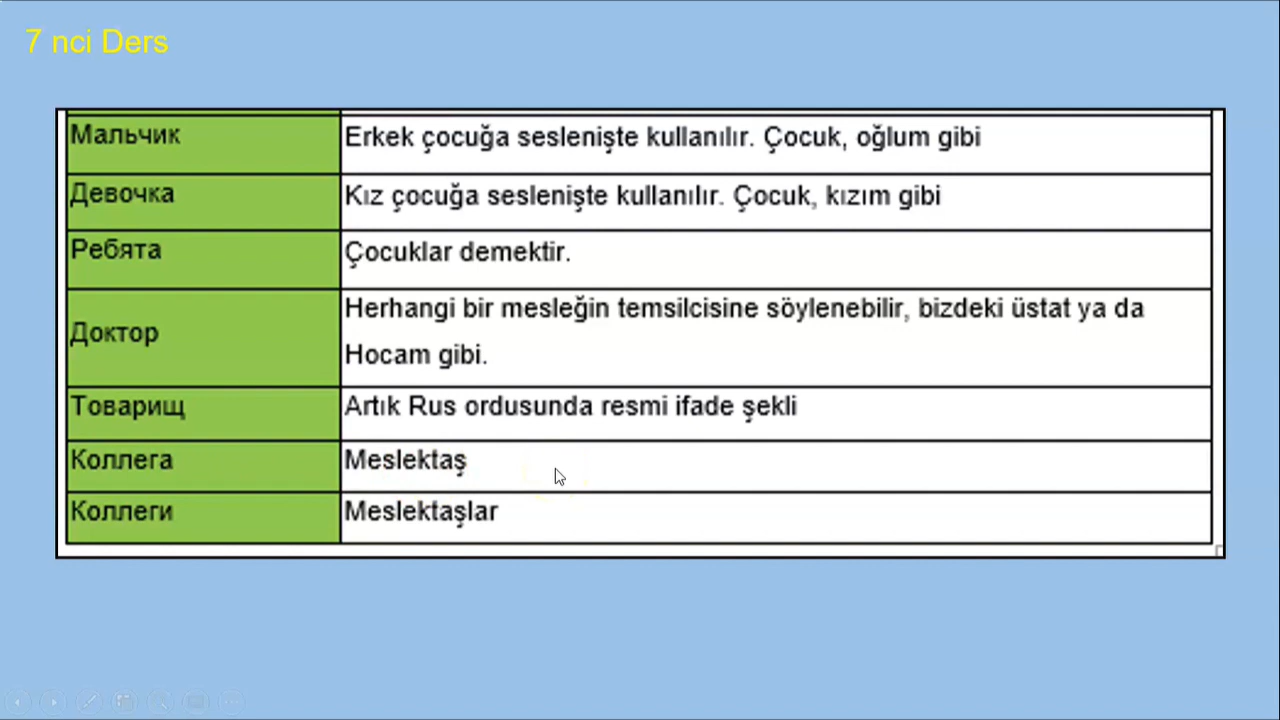 7 nci Ders
Мальчик
Erkek çocuğa seslenişte kullanılır. Çocuk, oğlum gibi
Девочка
Kız çocuğa seslenişte kullanılır. Çocuk, kızım gibi
Ребята
Çocuklar demektir.
Доктор
Herhangi bir mesleğin temsilcisine söylenebilir, bizdeki üstat ya da
Hocam gibi.
Товарищ
Artık Rus ordusunda resmi ifade şekli
Коллега
Meslektaş
Коллеги
Meslektaşlar